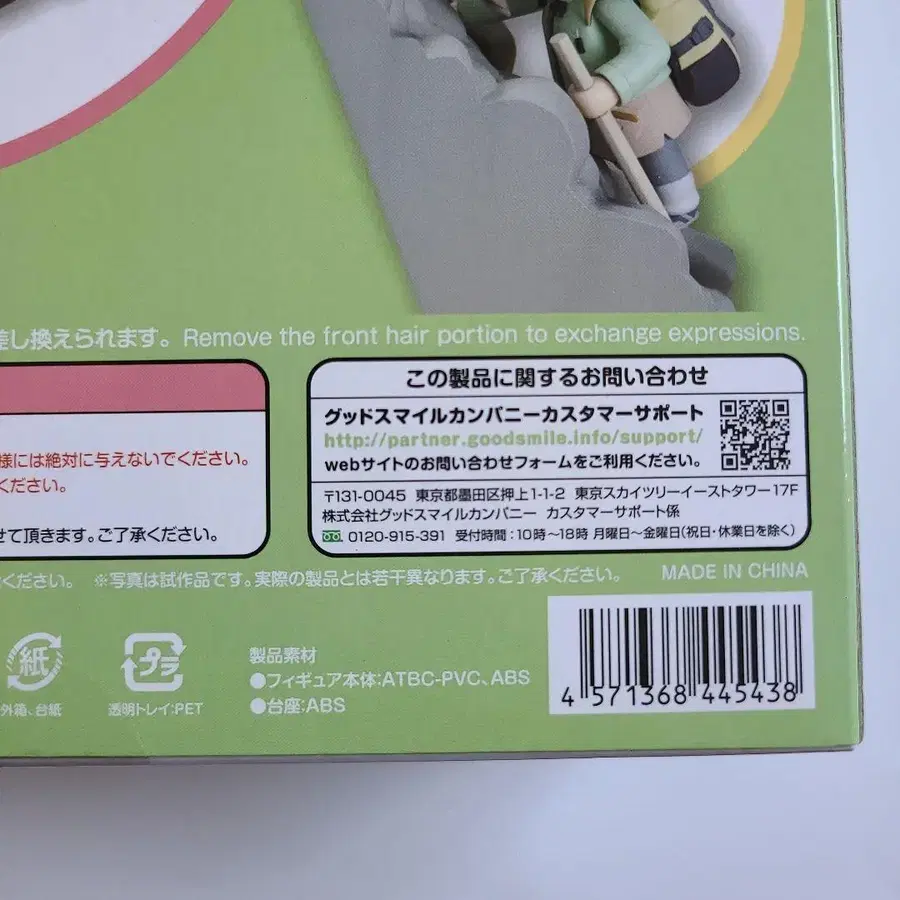 差し換えられます。Remove the front hair portion to exchange expressions.
様には絶対に与えないでください。
ください。
せて頂きます。ご了承ください。
この製品に関するお問い合わせ
グッドスマイルカンパニーカスタマーサポート
http://partner.goodsmile.info/support/
webサイトのお問い合わせフォームをご利用ください。
〒131-0045 東京都墨田区押上1-1-2 東京スカイツリーイーストタワー17F
株式会社グッドスマイルカンパニー カスタマーサポート係
0120-915-391 受付時間：10時～18時 月曜日～金曜日(祝日・休業日を除く)
ください。 ※写真は試作品です。実際の製品とは若干異なります。ご了承ください。
MADE IN CHINA
紙
外箱、台紙
プラ
透明トレイ:PET
製品素材
●フィギュア本体:ATBC-PVC、ABS
●台座:ABS
4 571368 445438